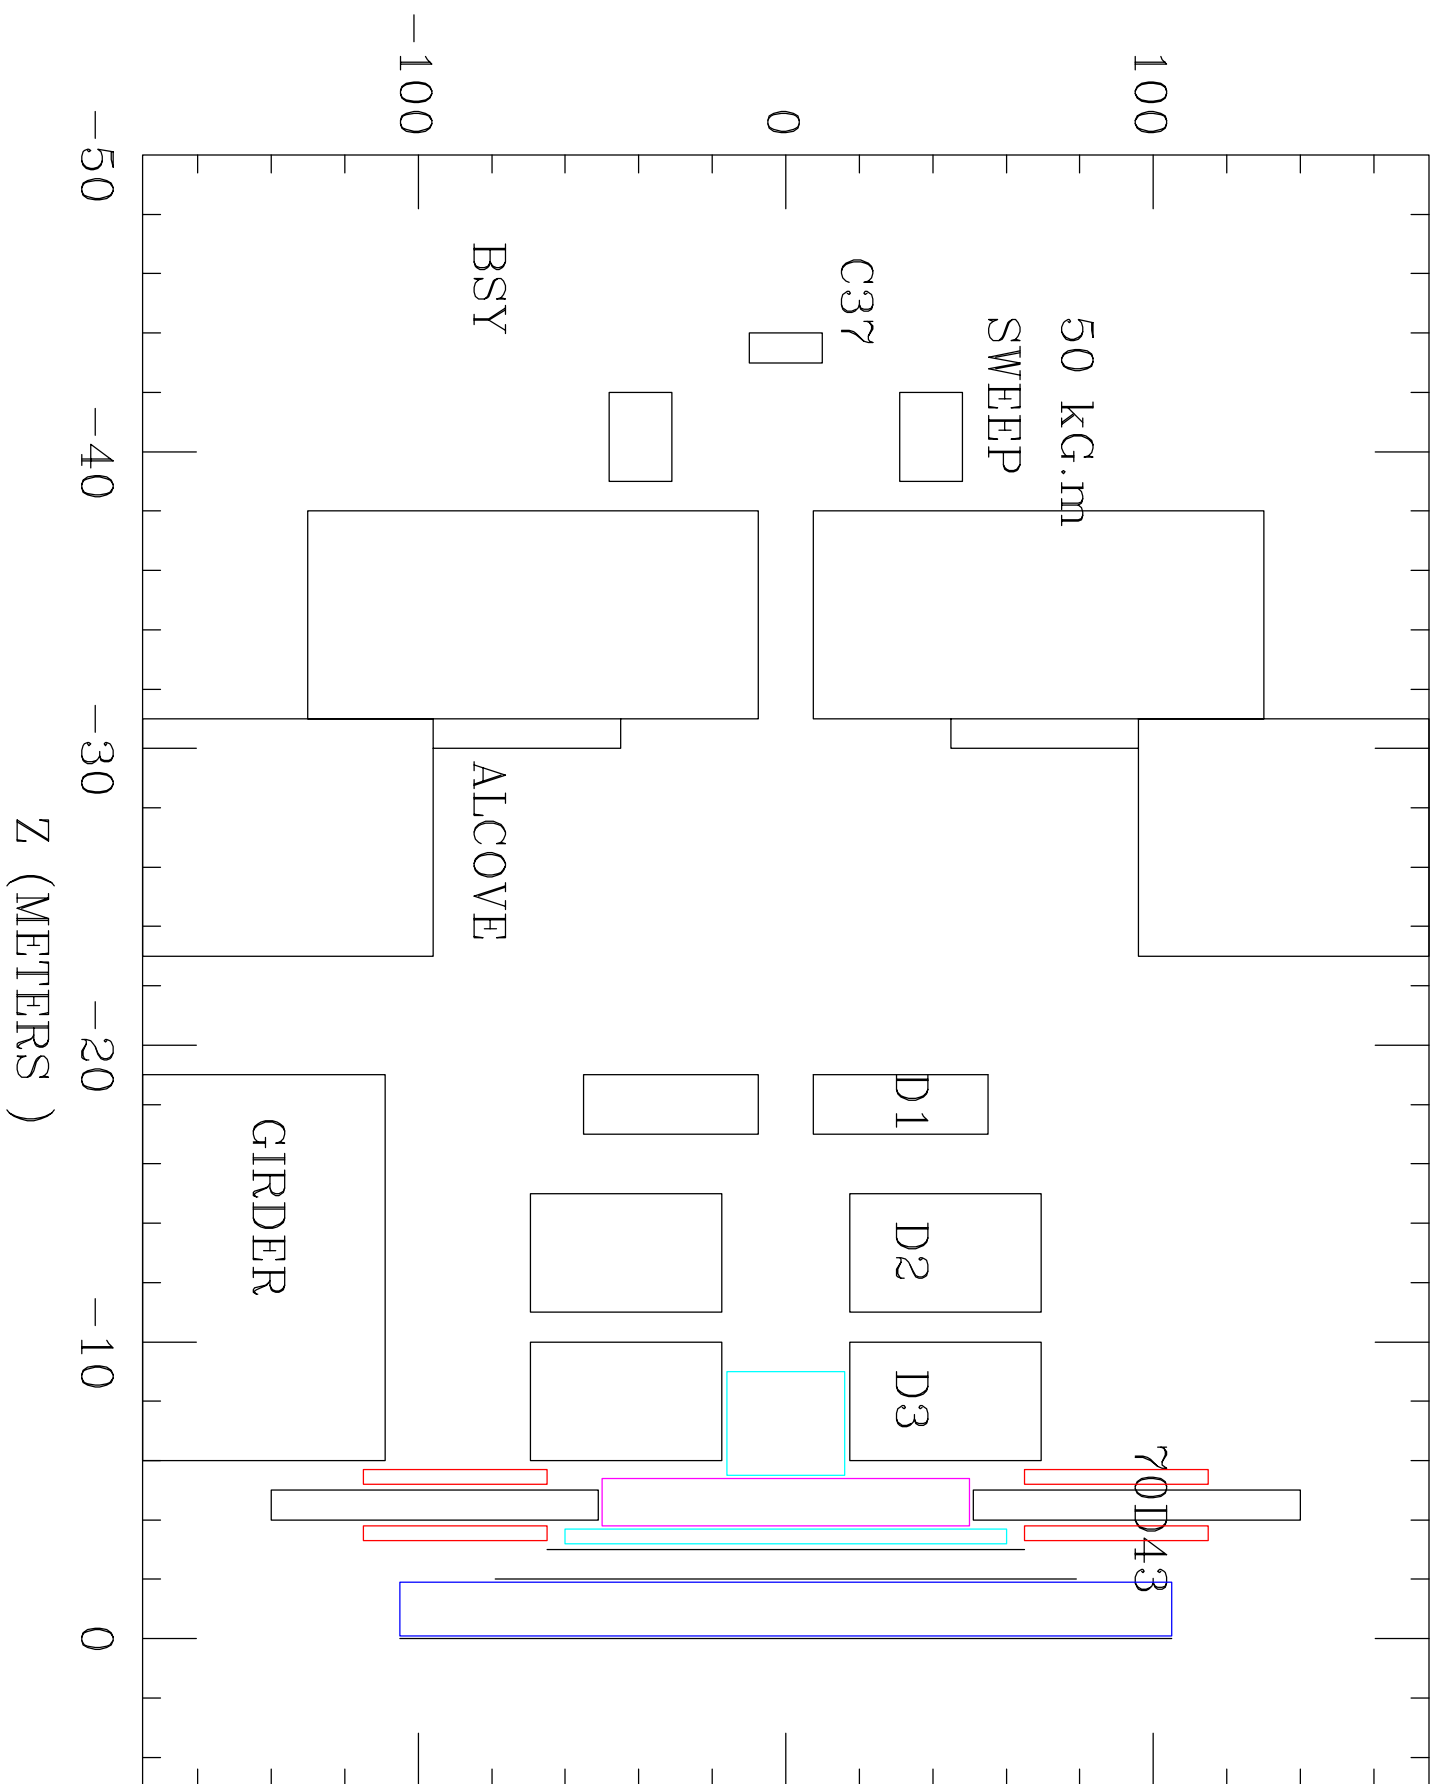 100
0
-100
50 kG.m
SWEEP
C37
BSY
ALCOVE
D1
D2
D3
70D43
GIRDER
-50
-40
-30
-20
-10
0
Z (METERS )